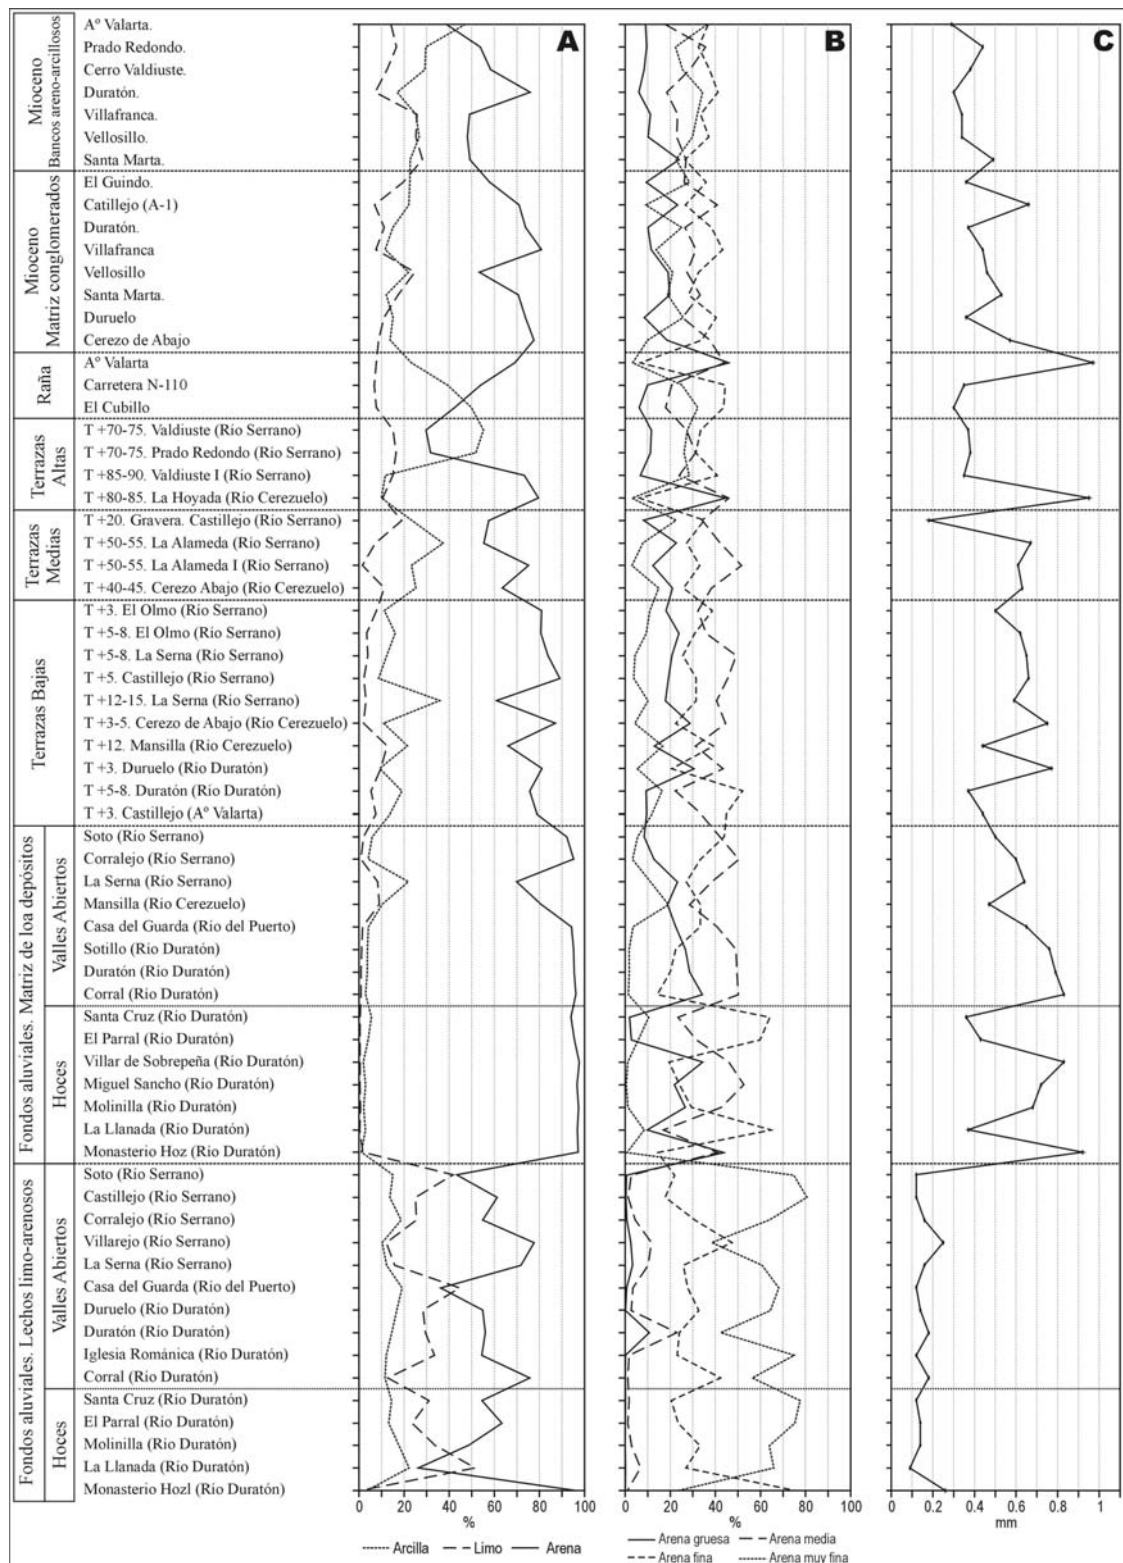 A
B
C
Mioceno
Bancos areno-arcillosos
Aº Valarta.
Prado Redondo.
Cerro Valdiuste.
Duratón.
Villafranca.
Vellosillo.
Santa Marta.
Mioceno
Matriz conglomerados
El Guindo.
Catillejo (A-1)
Duratón.
Villafranca
Vellosillo
Santa Marta.
Duruelo
Cerezo de Abajo
Raña
Aº Valarta
Carretera N-110
El Cubillo
Terrazas
Altas
T +70-75. Valdiuste (Río Serrano)
T +70-75. Prado Redondo (Río Serrano)
T +85-90. Valdiuste I (Río Serrano)
T +80-85. La Hoyada (Río Cerezuelo)
Terrazas
Medias
T +20. Gravera. Castillejo (Río Serrano)
T +50-55. La Alameda (Río Serrano)
T +50-55. La Alameda I (Río Serrano)
T +40-45. Cerezo Abajo (Río Cerezuelo)
Terrazas Bajas
T +3. El Olmo (Río Serrano)
T +5-8. El Olmo (Río Serrano)
T +5-8. La Serna (Río Serrano)
T +5. Castillejo (Río Serrano)
T +12-15. La Serna (Río Serrano)
T +3-5. Cerezo de Abajo (Río Cerezuelo)
T +12. Mansilla (Río Cerezuelo)
T +3. Duruelo (Río Duratón)
T +5-8. Duratón (Río Duratón)
T +3. Castillejo (Aº Valarta)
Fondos aluviales. Matriz de loa depósitos
Valles Abiertos
Soto (Río Serrano)
Corralejo (Río Serrano)
La Serna (Río Serrano)
Mansilla (Río Cerezuelo)
Casa del Guarda (Río del Puerto)
Sotillo (Río Duratón)
Duratón (Río Duratón)
Corral (Río Duratón)
Hoces
Santa Cruz (Río Duratón)
El Parral (Río Duratón)
Villar de Sobrepeña (Río Duratón)
Miguel Sancho (Río Duratón)
Molinilla (Río Duratón)
La Llanada (Río Duratón)
Monasterio Hoz (Río Duratón)
Fondos aluviales. Lechos limo-arenosos
Valles Abiertos
Soto (Río Serrano)
Castillejo (Río Serrano)
Corralejo (Río Serrano)
Villarejo (Río Serrano)
La Serna (Río Serrano)
Casa del Guarda (Río del Puerto)
Duruelo (Río Duratón)
Duratón (Río Duratón)
Iglesia Románica (Río Duratón)
Corral (Río Duratón)
Hoces
Santa Cruz (Río Duratón)
El Parral (Río Duratón)
Molinilla (Río Duratón)
La Llanada (Río Duratón)
Monasterio Hozl (Río Duratón)
0 20 40 60 80 100
%
Arcilla Limo Arena
0 20 40 60 80 100
%
Arena gruesa Arena media
Arena fina Arena muy fina
0 0.2 0.4 0.6 0.8 1
mm